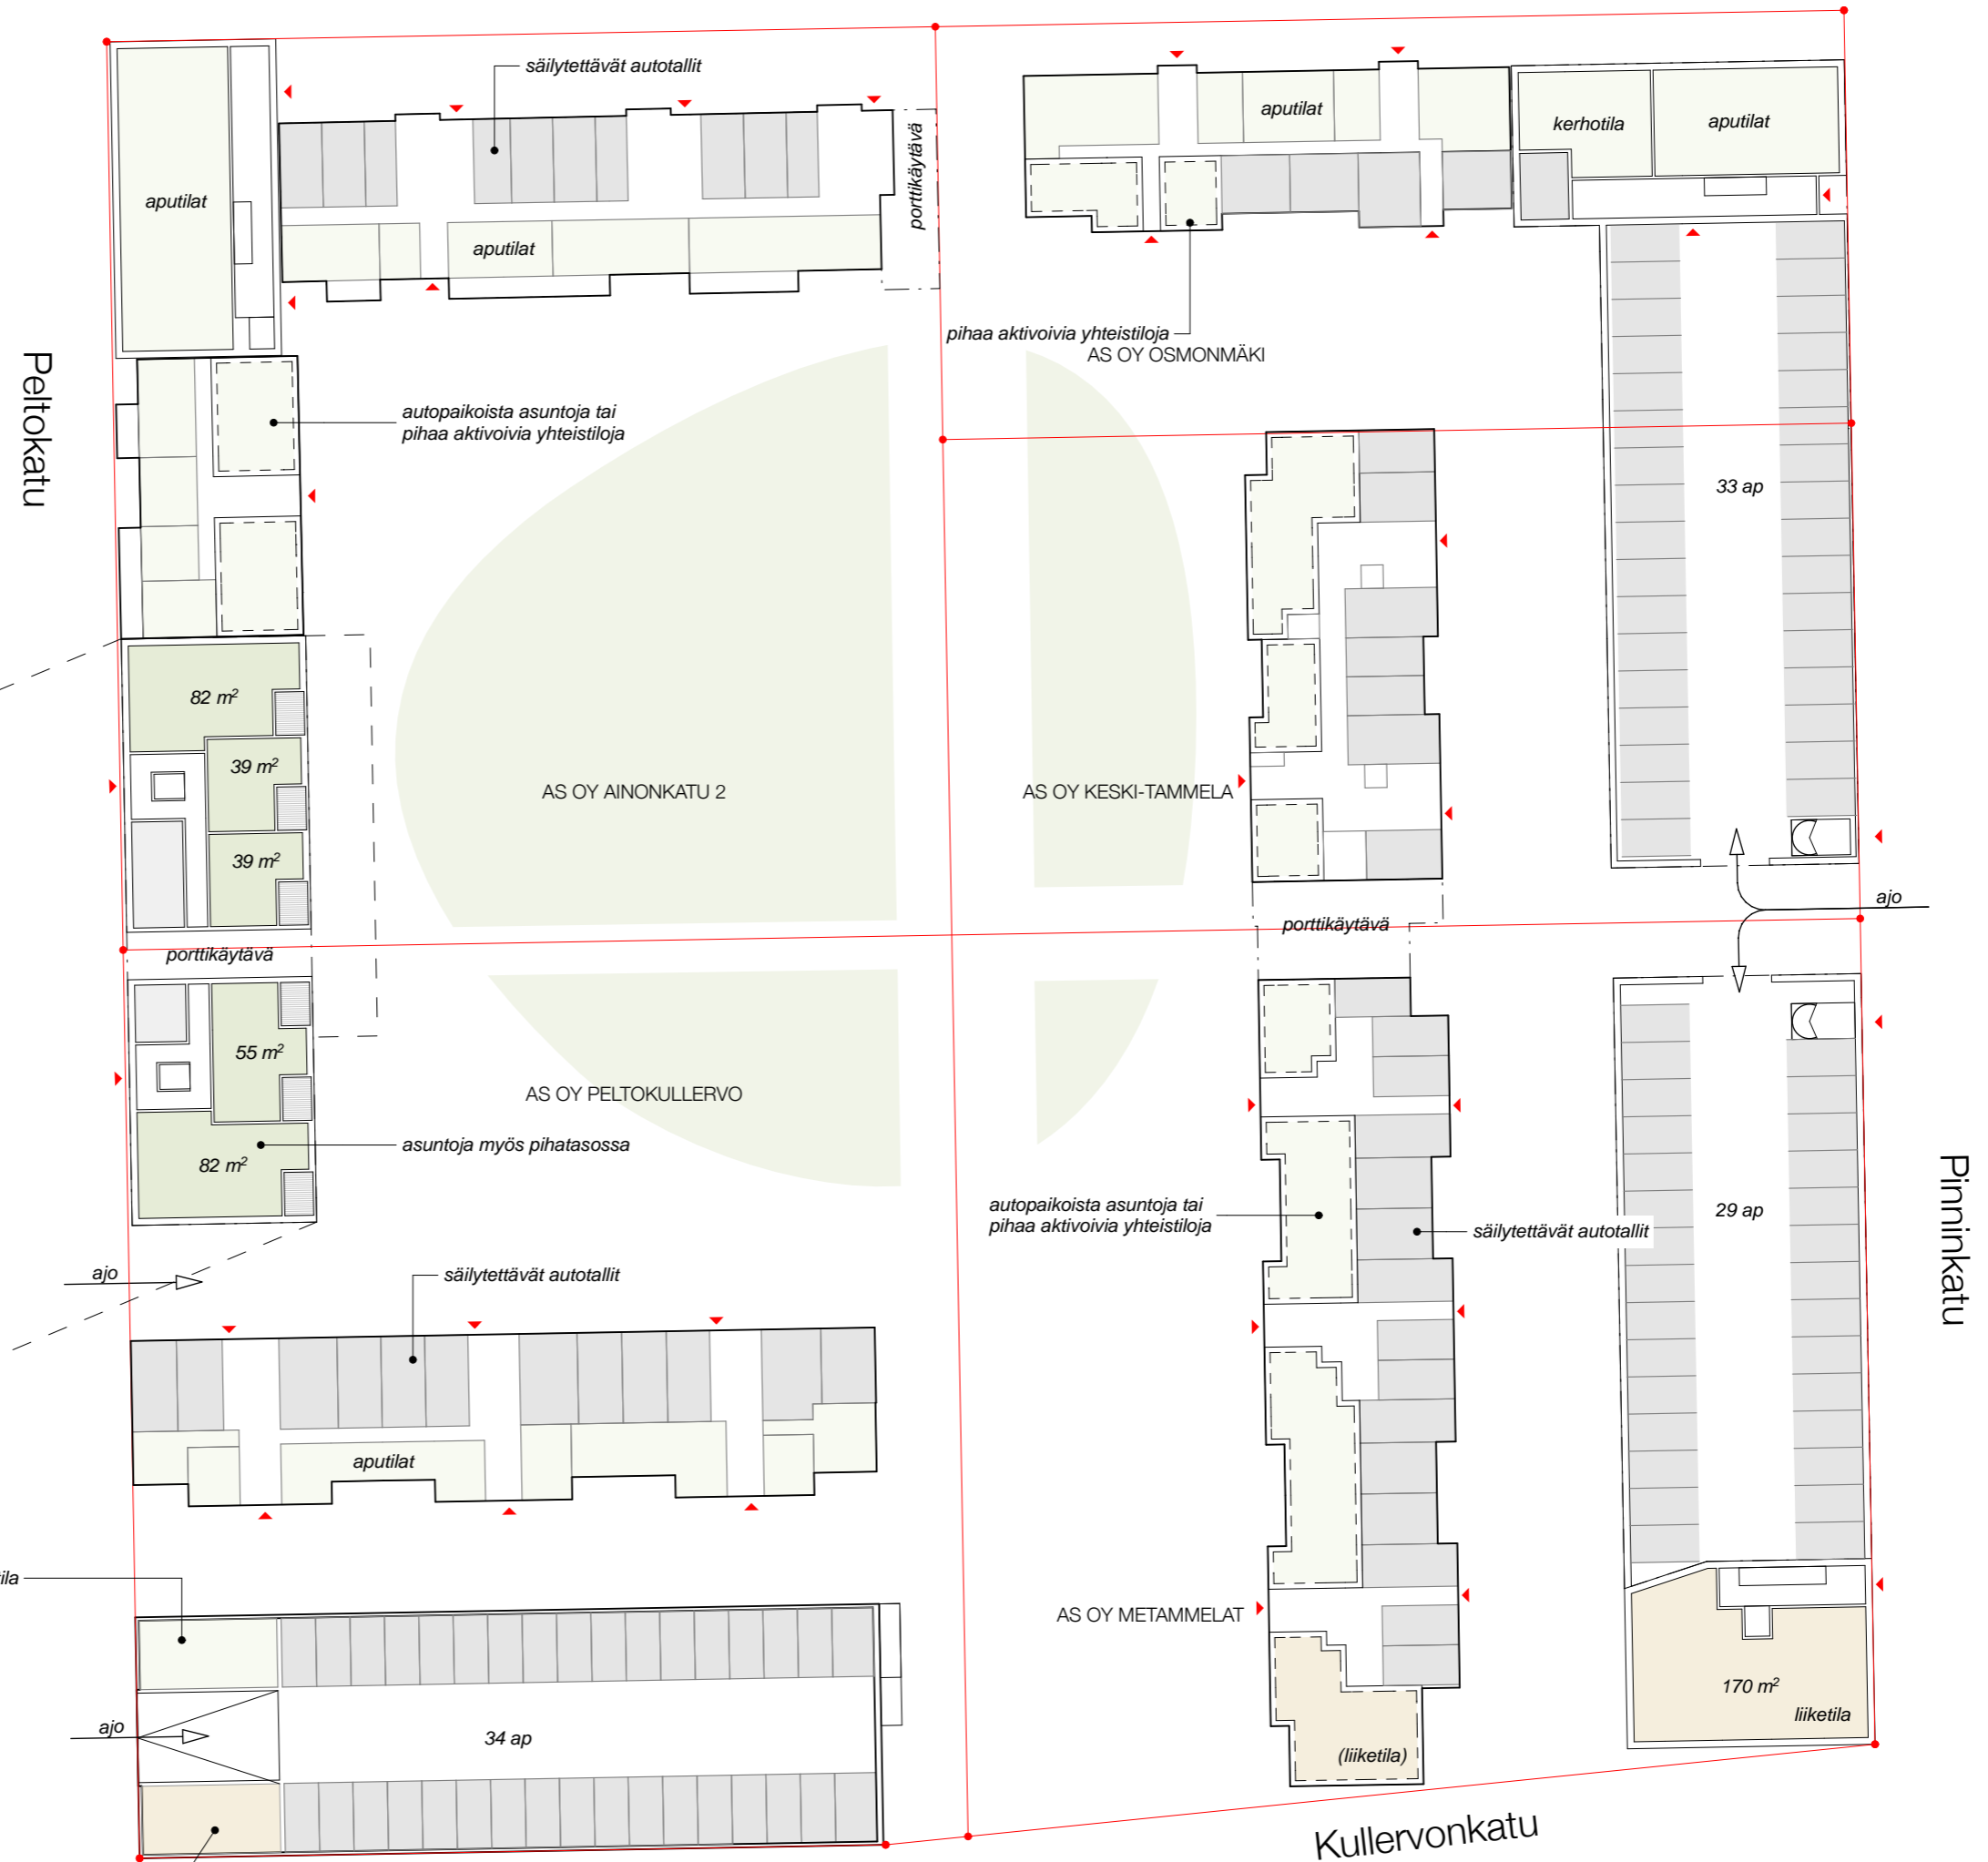 säilytettävät autotallit
aputilat
porttikäytävä
aputilat
aputilat
kerhotila
aputilat
pihaa aktivoivia yhteistiloja
AS OY OSMONMÄKI
Peltokatu
autopaikoista asuntoja tai
pihaa aktivoivia yhteistiloja
33 ap
82 m²
39 m²
39 m²
AS OY AINONKATU 2
AS OY KESKI-TAMMELA
ajo
porttikäytävä
porttikäytävä
55 m²
82 m²
AS OY PELTOKULLERVO
asuntoja myös pihatasossa
autopaikoista asuntoja tai
pihaa aktivoivia yhteistiloja
säilytettävät autotallit
29 ap
Pinninkatu
ajo
säilytettävät autotallit
aputilat
AS OY METAMMELAT
170 m²
liiketila
(liiketila)
ajo
34 ap
Kullervonkatu